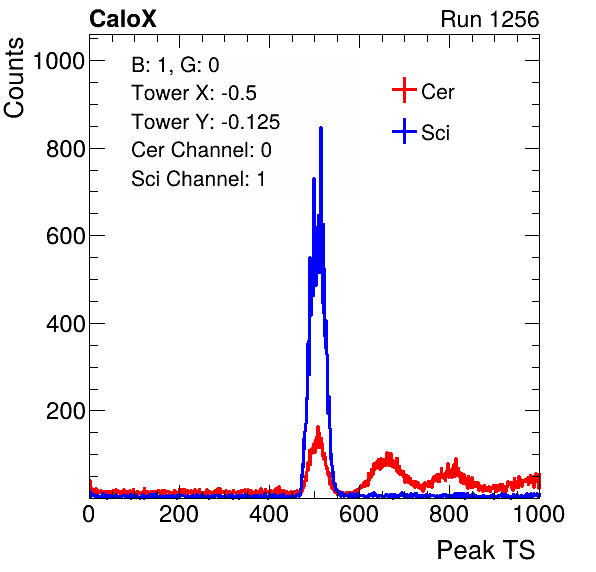 CaloX
Run 1256
Counts
1000
800
600
400
200
B: 1, G: 0
Tower X: -0.5
Tower Y: -0.125
Cer Channel: 0
Sci Channel: 1
Cer
Sci
0 200 400 600 800 1000
Peak TS